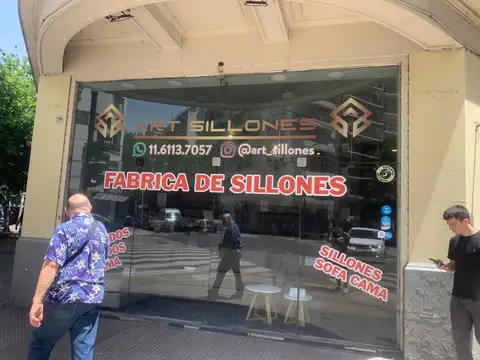 ART SILLONES
11.6113.7057 @art_sillones
FABRICA DE SILLONES
SILLONES
SOFA CAMA